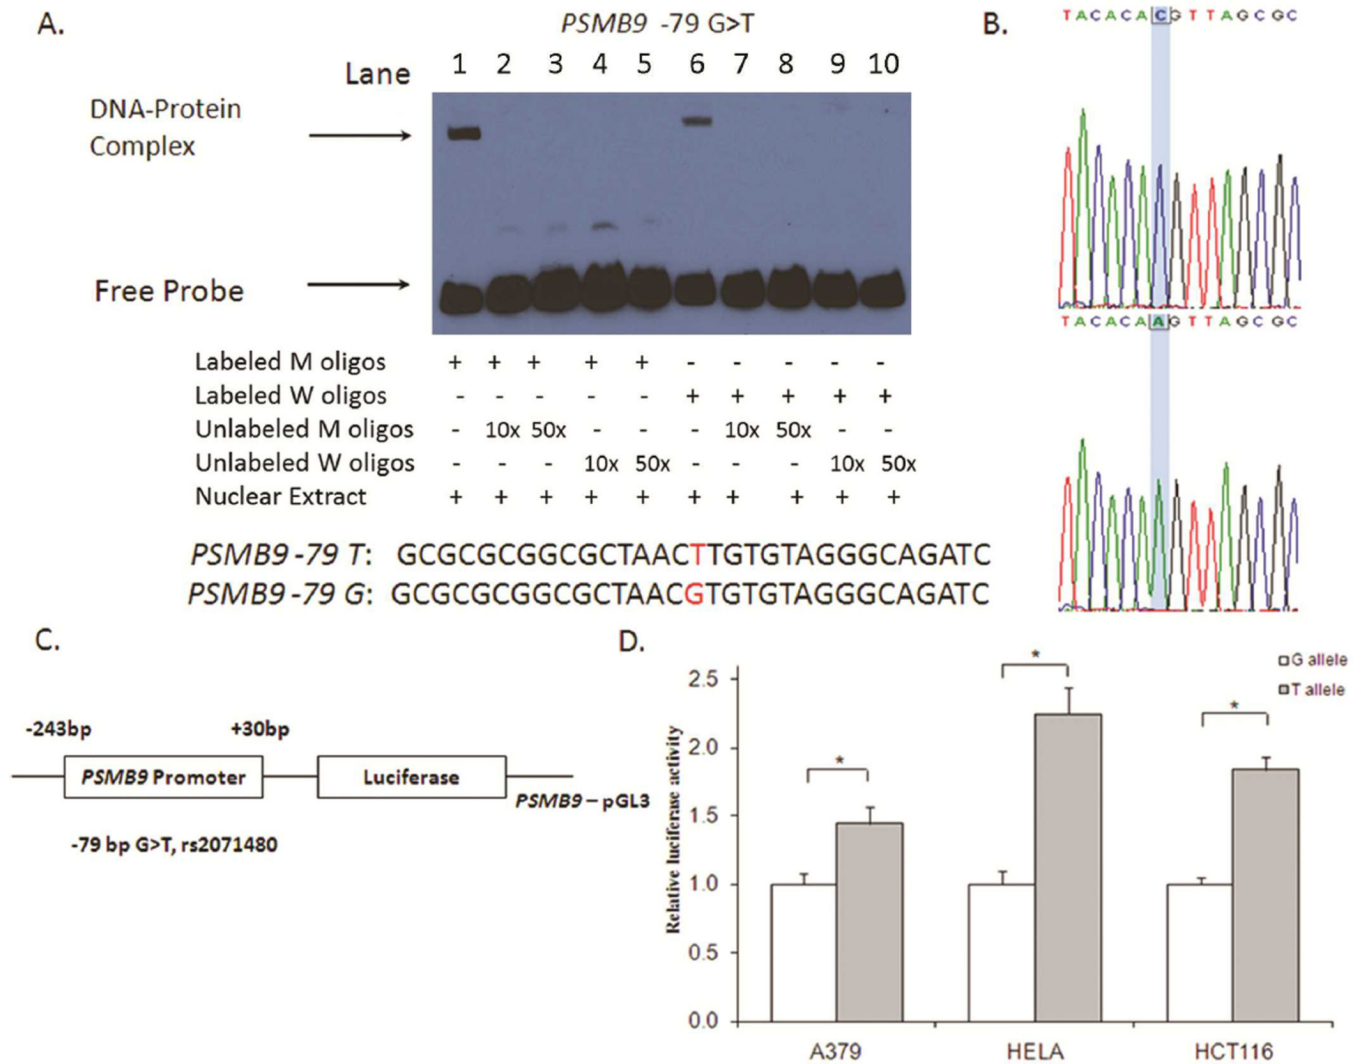 A.
PSMB9 -79 G>T
Lane 1 2 3 4 5 6 7 8 9 10
DNA-Protein
Complex
Free Probe
Labeled M oligos + + + + + - - - - -
Labeled W oligos - - - - - + + + + +
Unlabeled M oligos - 10x 50x - - - 10x 50x - -
Unlabeled W oligos - - - 10x 50x - - - 10x 50x
Nuclear Extract + + + + + + + + + +
PSMB9 -79 T: GCGCGCGGCGCTAACTTGTGTAGGGCAGATC
PSMB9 -79 G: GCGCGCGGCGCTAACGTGTGTAGGGCAGATC
B.
TACACACGTTAGCGC
TACACAAGTTAGCGC
C.
-243bp +30bp
PSMB9 Promoter Luciferase
PSMB9 – pGL3
-79 bp G>T, rs2071480
D.
G allele
T allele
Relative luciferase activity
2.5
2.0
1.5
1.0
0.5
0.0
* * *
A379 HELA HCT116